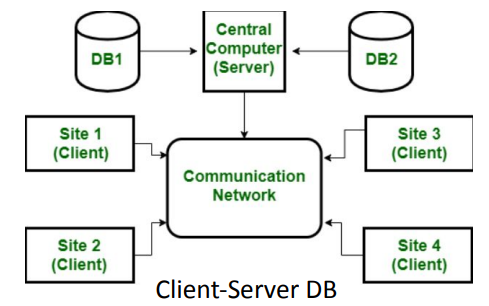 DB1
Central
Computer
(Server)
DB2
Site 1
(Client)
Site 3
(Client)
Communication
Network
Site 2
(Client)
Site 4
(Client)
Client-Server DB